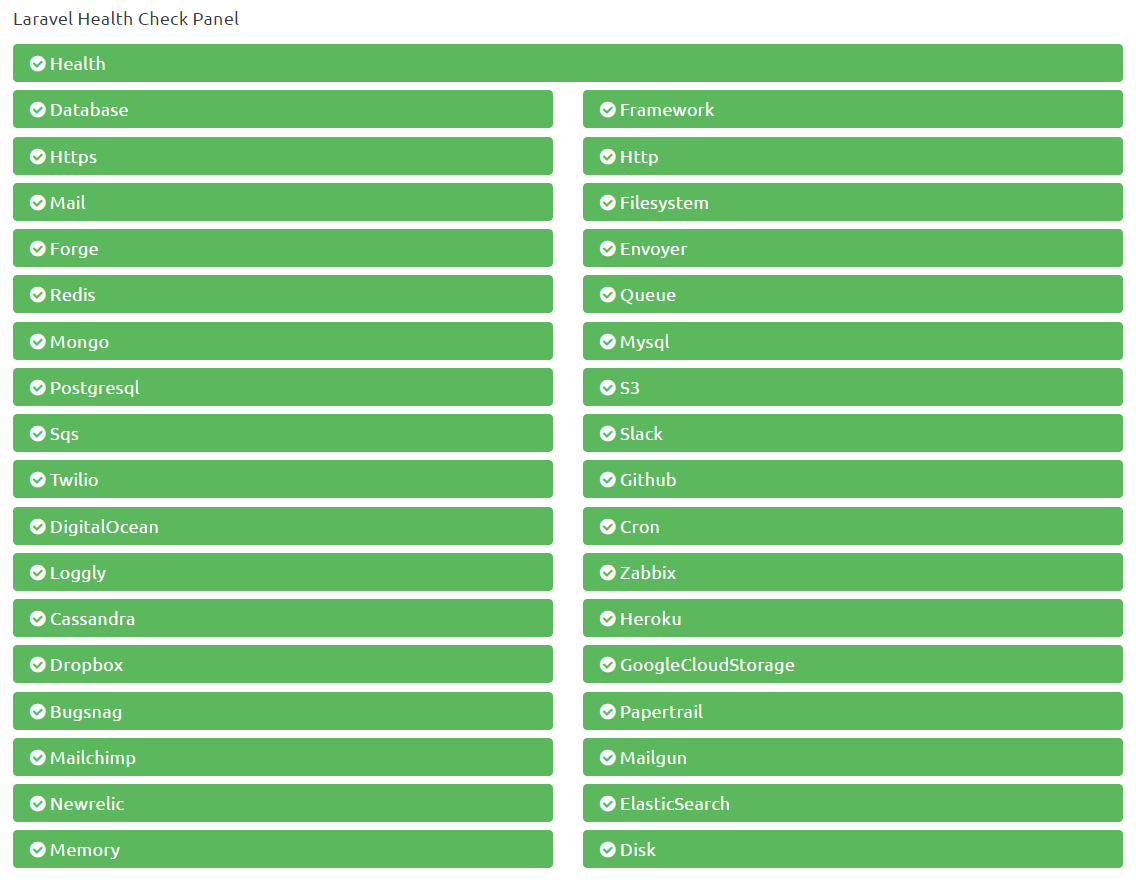 Laravel Health Check Panel
Health
Database
Framework
Https
Http
Mail
Filesystem
Forge
Envoyer
Redis
Queue
Mongo
Mysql
Postgresql
S3
Sqs
Slack
Twilio
Github
DigitalOcean
Cron
Loggly
Zabbix
Cassandra
Heroku
Dropbox
GoogleCloudStorage
Bugsnag
Papertrail
Mailchimp
Mailgun
Newrelic
ElasticSearch
Memory
Disk